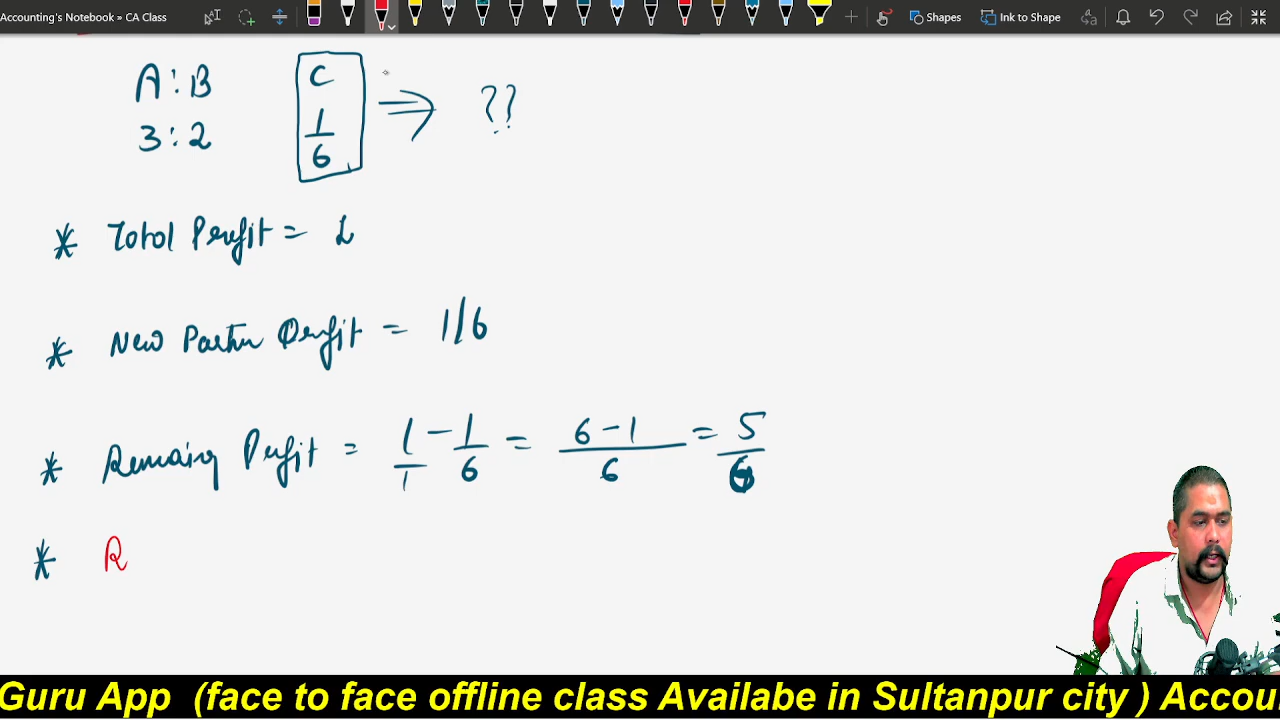 Accounting's Notebook » CA Class
Shapes
Ink to Shape
A : B
3 : 2
C
1
6
⇒ ??
* Total Profit = 1
* New Partner Profit = 1/6
* Remaing Profit = 1/1 - 1/6 = 6-1/6 = 5/6
* R
Guru App (face to face offline class Availabe in Sultanpur city ) Accou